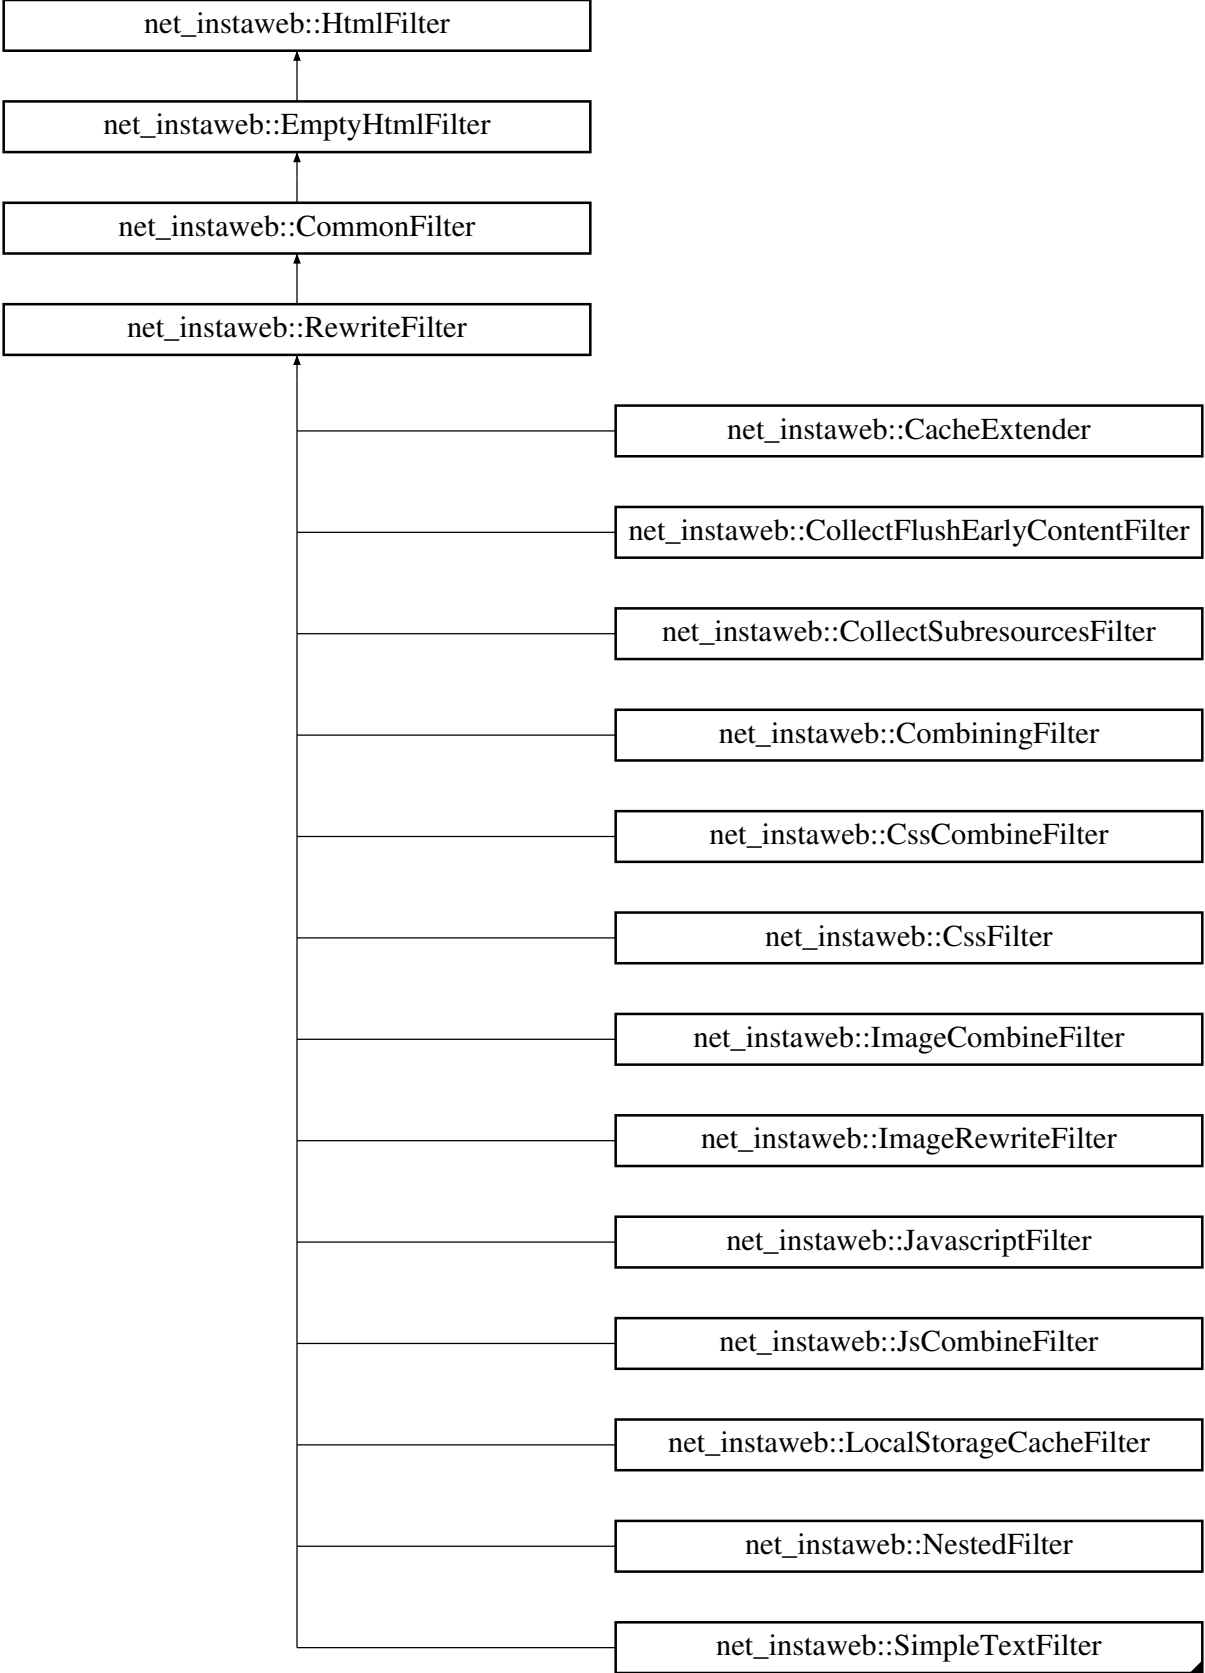 net_instaweb::HtmlFilter
net_instaweb::EmptyHtmlFilter
net_instaweb::CommonFilter
net_instaweb::RewriteFilter
net_instaweb::CacheExtender
net_instaweb::CollectFlushEarlyContentFilter
net_instaweb::CollectSubresourcesFilter
net_instaweb::CombiningFilter
net_instaweb::CssCombineFilter
net_instaweb::CssFilter
net_instaweb::ImageCombineFilter
net_instaweb::ImageRewriteFilter
net_instaweb::JavascriptFilter
net_instaweb::JsCombineFilter
net_instaweb::LocalStorageCacheFilter
net_instaweb::NestedFilter
net_instaweb::SimpleTextFilter